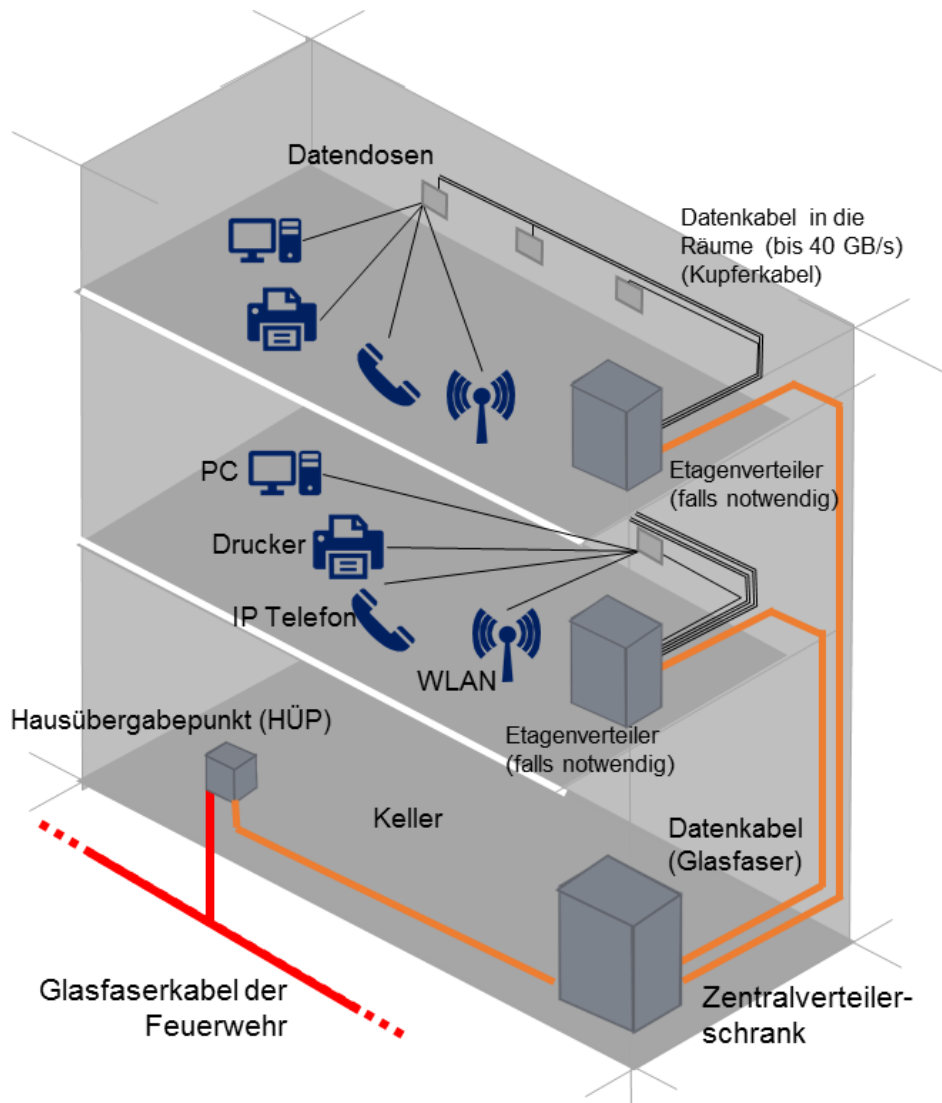 Datendosen
Datenkabel in die
Räume (bis 40 GB/s)
(Kupferkabel)
Etagenverteiler
(falls notwendig)
PC
Drucker
IP Telefon
WLAN
Hausübergabepunkt (HÜP)
Etagenverteiler
(falls notwendig)
Keller
Datenkabel
(Glasfaser)
Glasfaserkabel der
Feuerwehr
Zentralverteiler-
schrank